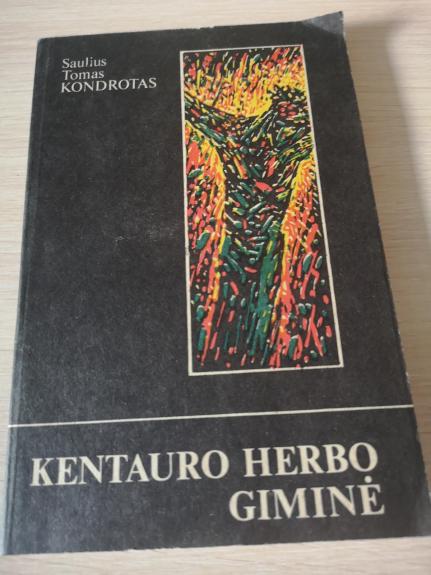 Saulius
Tomas
KONDROTAS
KENTAURO HERBO
GIMINĖ